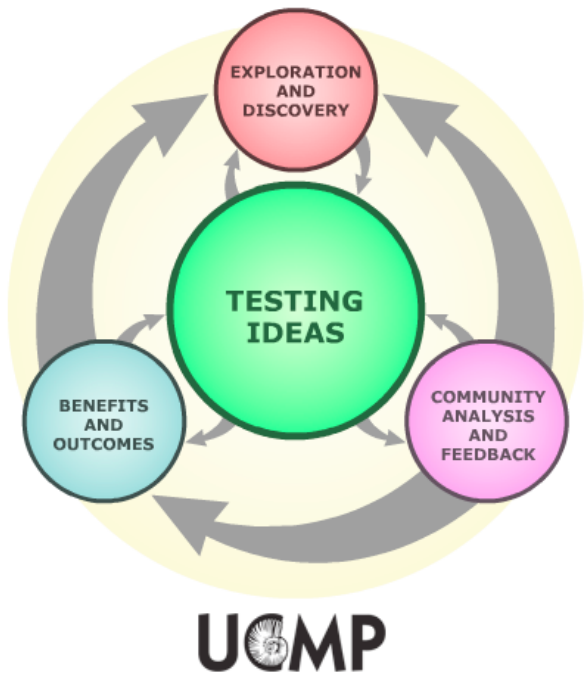 EXPLORATION
AND
DISCOVERY
TESTING
IDEAS
BENEFITS
AND
OUTCOMES
COMMUNITY
ANALYSIS
AND
FEEDBACK
UCMP